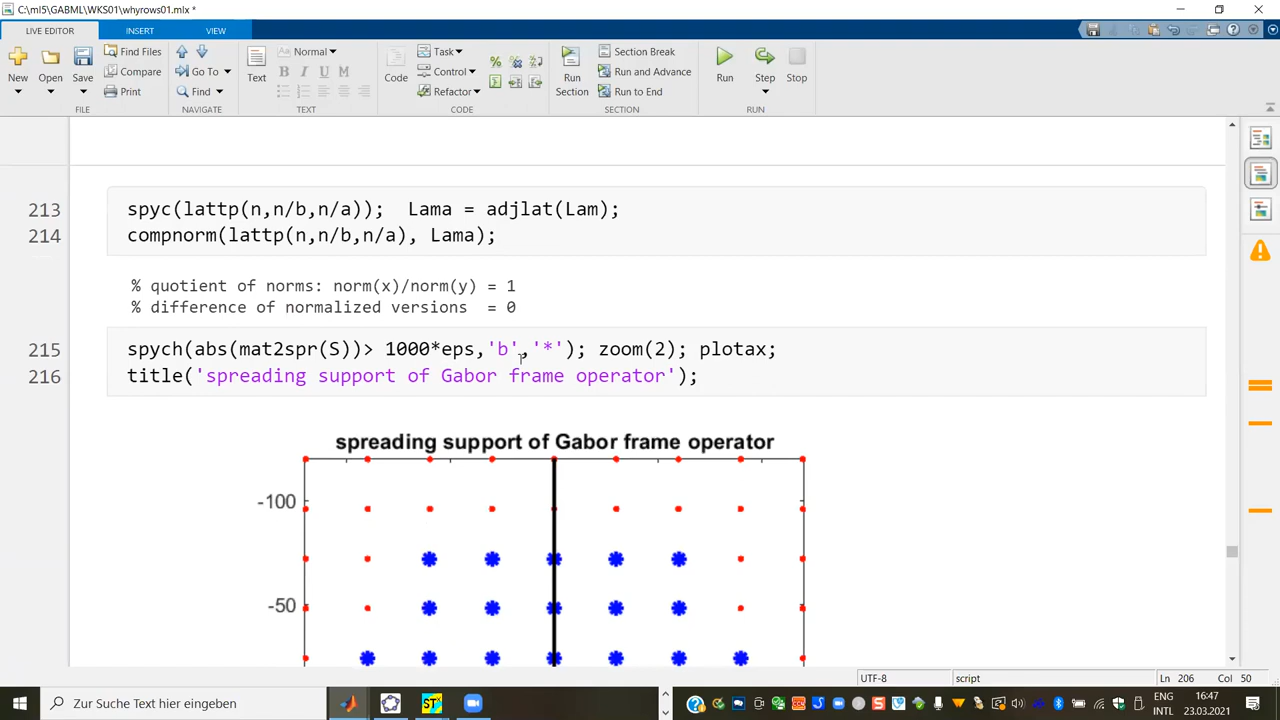 C:\ml5\GABML\WKS01\whyrows01.mlx *
LIVE EDITOR INSERT VIEW
New Open Save Find Files Compare Print Go To Find Text Normal B I U M Code Task Control Refactor Run Section Section Break Run and Advance Run to End Run Step Stop
FILE NAVIGATE TEXT CODE SECTION RUN
213 spyc(lattp(n,n/b,n/a)); Lama = adjlat(Lam);
214 compnorm(lattp(n,n/b,n/a), Lama);
% quotient of norms: norm(x)/norm(y) = 1
% difference of normalized versions = 0
215 spych(abs(mat2spr(S))> 1000*eps,'b','*'); zoom(2); plotax;
216 title('spreading support of Gabor frame operator');
spreading support of Gabor frame operator
-100
-50
UTF-8 script Ln 206 Col 50
Zur Suche Text hier eingeben
ENG 16:47
INTL 23.03.2021